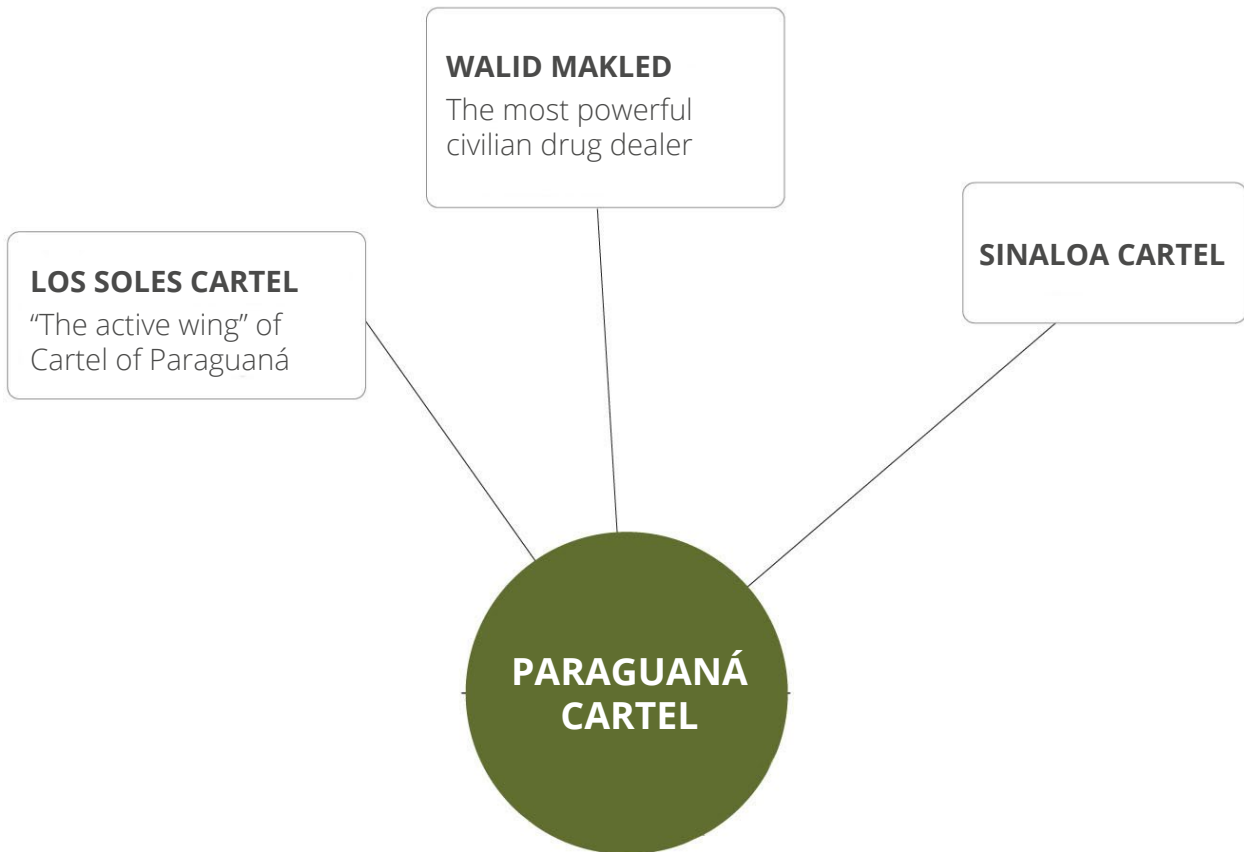 WALID MAKLED
The most powerful
civilian drug dealer
SINALOA CARTEL
LOS SOLES CARTEL
“The active wing” of
Cartel of Paraguaná
PARAGUANÁ
CARTEL